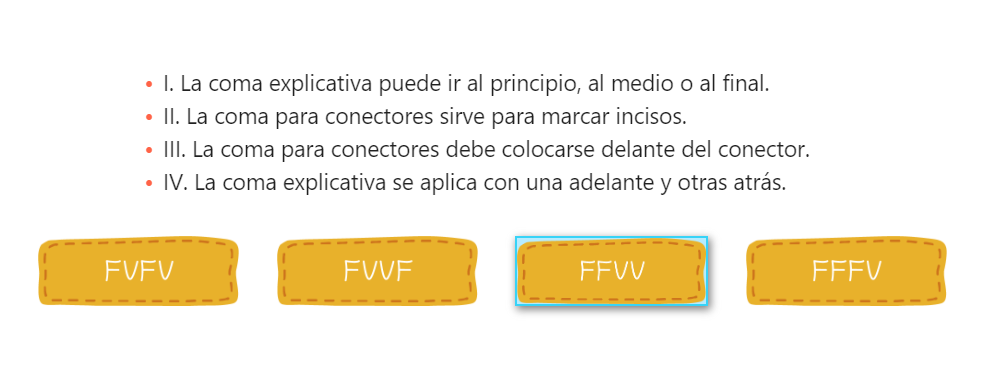 • I. La coma explicativa puede ir al principio, al medio o al final.
• II. La coma para conectores sirve para marcar incisos.
• III. La coma para conectores debe colocarse delante del conector.
• IV. La coma explicativa se aplica con una adelante y otras atrás.
FVFV FVVF FFVV FFFV